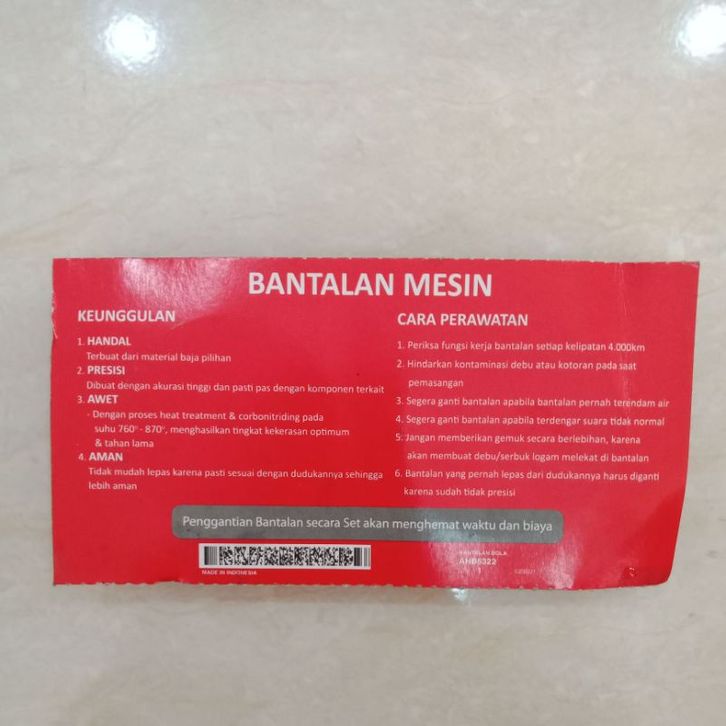 BANTALAN MESIN
KEUNGGULAN
1. HANDAL
Terbuat dari material baja pilihan
2. PRESISI
Dibuat dengan akurasi tinggi dan pasti pas dengan komponen terkait
3. AWET
- Dengan proses heat treatment & corbonitriding pada
suhu 760° - 870°, menghasilkan tingkat kekerasan optimum
& tahan lama
4. AMAN
Tidak mudah lepas karena pasti sesuai dengan dudukannya sehingga
lebih aman
CARA PERAWATAN
1. Periksa fungsi kerja bantalan setiap kelipatan 4.000km
2. Hindarkan kontaminasi debu atau kotoran pada saat
pemasangan
3. Segera ganti bantalan apabila bantalan pernah terendam air
4. Segera ganti bantalan apabila terdengar suara tidak normal
5. Jangan memberikan gemuk secara berlebihan, karena
akan membuat debu/serbuk logam melekat di bantalan
6. Bantalan yang pernah lepas dari dudukannya harus diganti
karena sudah tidak presisi
Penggantian Bantalan secara Set akan menghemat waktu dan biaya
MADE IN INDONESIA
BANTALAN BOLA
AHB6322
1